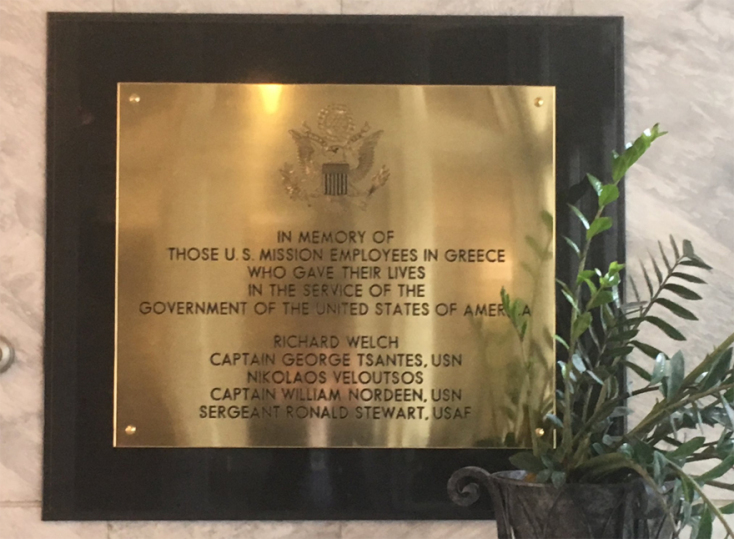 IN MEMORY OF
THOSE U.S. MISSION EMPLOYEES IN GREECE
WHO GAVE THEIR LIVES
IN THE SERVICE OF THE
GOVERNMENT OF THE UNITED STATES OF AMERICA
RICHARD WELCH
CAPTAIN GEORGE TSANTES, USN
NIKOLAOS VELOUTSOS
CAPTAIN WILLIAM NORDEEN, USN
SERGEANT RONALD STEWART, USAF